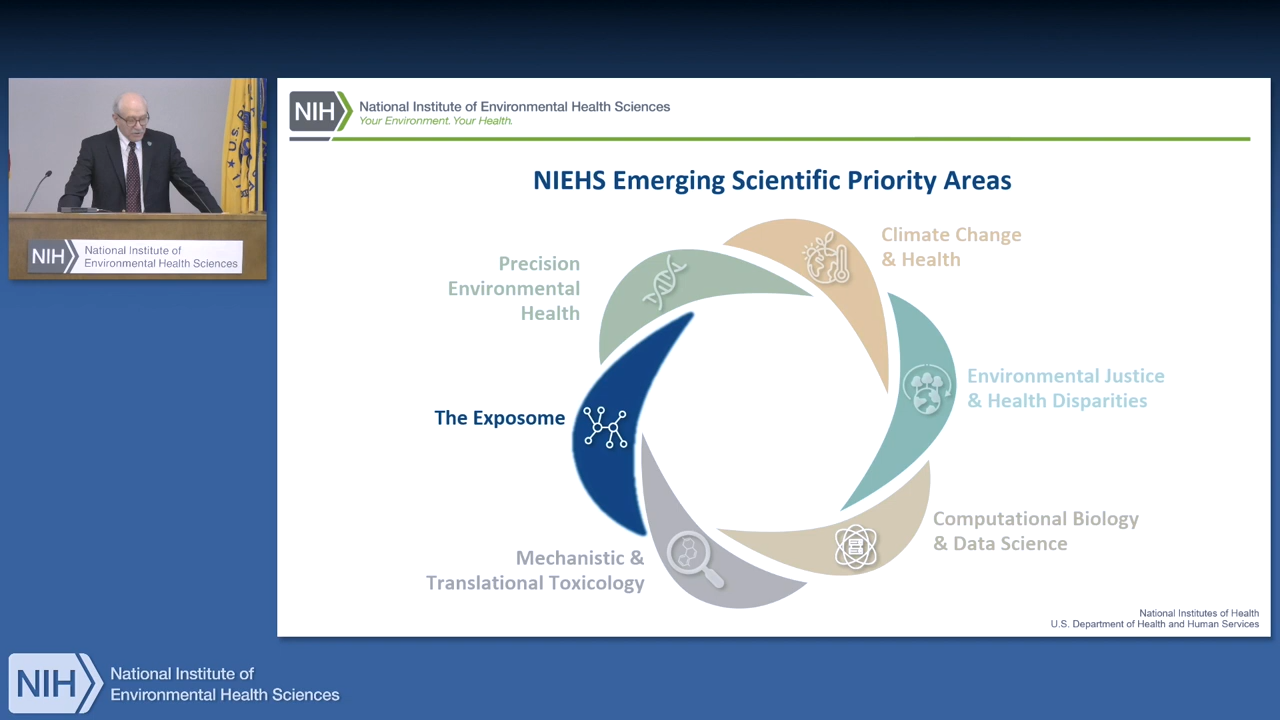 U.S.
NIH
National Institute of
Environmental Health Sciences
NIH
National Institute of Environmental Health Sciences
Your Environment. Your Health.
NIEHS Emerging Scientific Priority Areas
Climate Change
& Health
Precision
Environmental
Health
Environmental Justice
& Health Disparities
The Exposome
Computational Biology
& Data Science
Mechanistic &
Translational Toxicology
National Institutes of Health
U.S. Department of Health and Human Services
NIH
National Institute of
Environmental Health Sciences